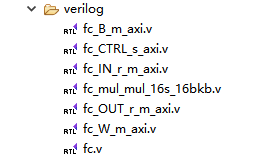 verilog
RTL fc_B_m_axi.v
RTL fc_CTRL_s_axi.v
RTL fc_IN_r_m_axi.v
RTL fc_mul_mul_16s_16bkb.v
RTL fc_OUT_r_m_axi.v
RTL fc_W_m_axi.v
RTL fc.v